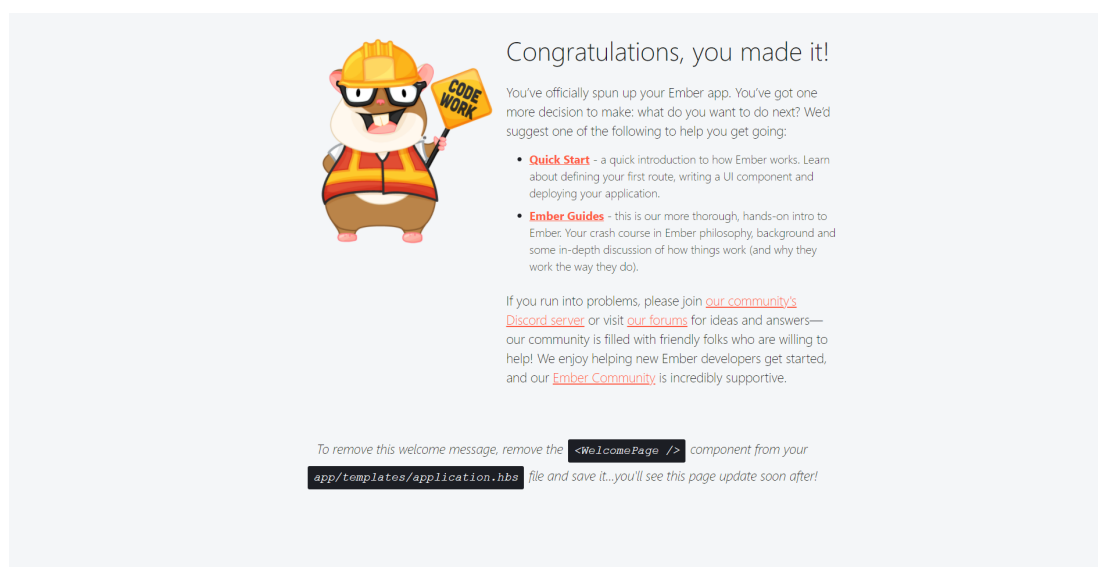 CODE
WORK
Congratulations, you made it!
You’ve officially spun up your Ember app. You’ve got one
more decision to make: what do you want to do next? We’d
suggest one of the following to help you get going:
• Quick Start - a quick introduction to how Ember works. Learn
about defining your first route, writing a UI component and
deploying your application.
• Ember Guides - this is our more thorough, hands-on intro to
Ember. Your crash course in Ember philosophy, background and
some in-depth discussion of how things work (and why they
work the way they do).
If you run into problems, please join our community's
Discord server or visit our forums for ideas and answers—
our community is filled with friendly folks who are willing to
help! We enjoy helping new Ember developers get started,
and our Ember Community is incredibly supportive.
To remove this welcome message, remove the <WelcomePage /> component from your
app/templates/application.hbs file and save it...you'll see this page update soon after!